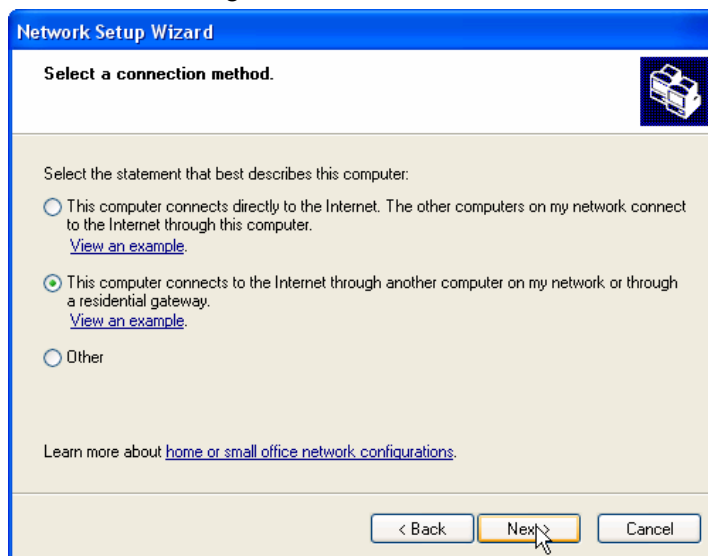 Network Setup Wizard
Select a connection method.
Select the statement that best describes this computer:
This computer connects directly to the Internet. The other computers on my network connect
to the Internet through this computer.
View an example.
This computer connects to the Internet through another computer on my network or through
a residential gateway.
View an example.
Other
Learn more about home or small office network configurations.
< Back Next > Cancel